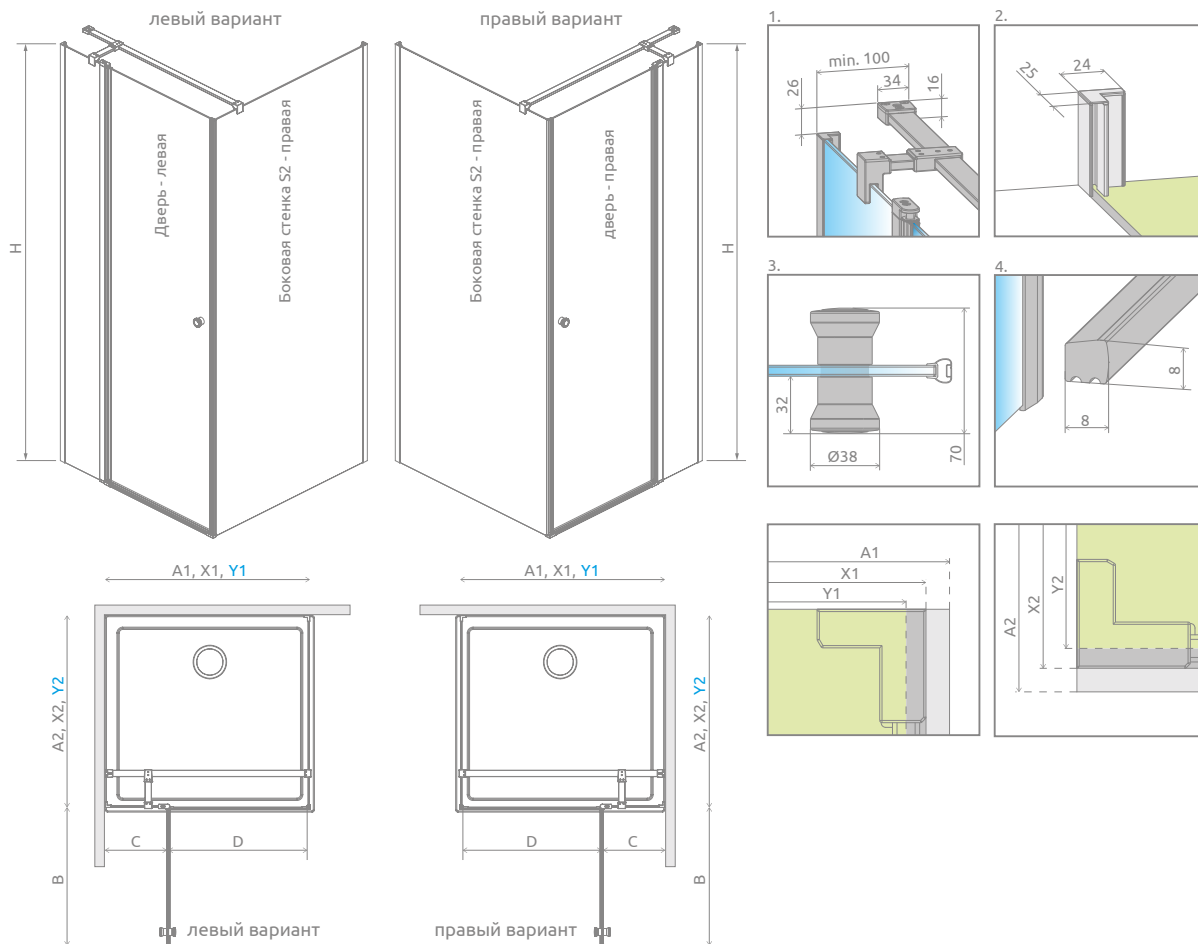 левый вариант
правый вариант
H
Дверь - левая
Боковая стенка S2 - правая
Боковая стенка S2 - правая
дверь - правая
H
1.
min. 100
34
16
26
2.
24
25
3.
32
Ø38
70
4.
8
8
A1, X1, Y1
A2, X2, Y2
C
D
B
левый вариант
A1, X1, Y1
A2, X2, Y2
D
C
B
правый вариант
A1
X1
Y1
A2
X2
Y2